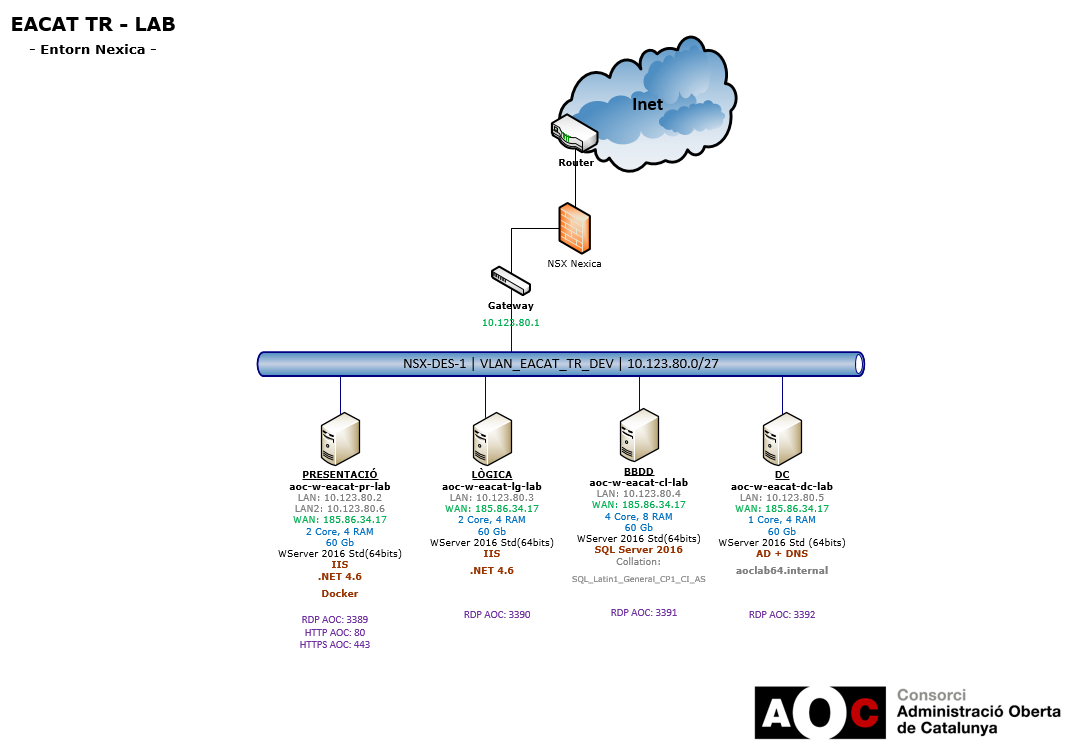 EACAT TR - LAB
- Entorn Nexica -
Inet
Router
NSX Nexica
Gateway
10.123.80.1
NSX-DES-1 | VLAN_EACAT_TR_DEV | 10.123.80.0/27
PRESENTACIÓ
aoc-w-eacat-pr-lab
LAN: 10.123.80.2
LAN2: 10.123.80.6
WAN: 185.86.34.17
2 Core, 4 RAM
60 Gb
WServer 2016 Std(64bits)
IIS
.NET 4.6
Docker
RDP AOC: 3389
HTTP AOC: 80
HTTPS AOC: 443
LÒGICA
aoc-w-eacat-lg-lab
LAN: 10.123.80.3
WAN: 185.86.34.17
2 Core, 4 RAM
60 Gb
WServer 2016 Std(64bits)
IIS
.NET 4.6
RDP AOC: 3390
BBDD
aoc-w-eacat-cl-lab
LAN: 10.123.80.4
WAN: 185.86.34.17
4 Core, 8 RAM
60 Gb
WServer 2016 Std(64bits)
SQL Server 2016
Collation:
SQL_Latin1_General_CP1_CI_AS
RDP AOC: 3391
DC
aoc-w-eacat-dc-lab
LAN: 10.123.80.5
WAN: 185.86.34.17
1 Core, 4 RAM
60 Gb
WServer 2016 Std (64bits)
AD + DNS
aoclab64.internal
RDP AOC: 3392
AOC
Consorci
Administració Oberta
de Catalunya